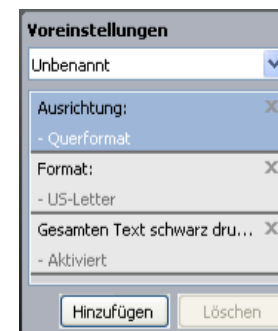 Voreinstellungen
Unbenannt
Ausrichtung:
- Querformat
Format:
- US-Letter
Gesamten Text schwarz dru...
- Aktiviert
Hinzufügen Löschen